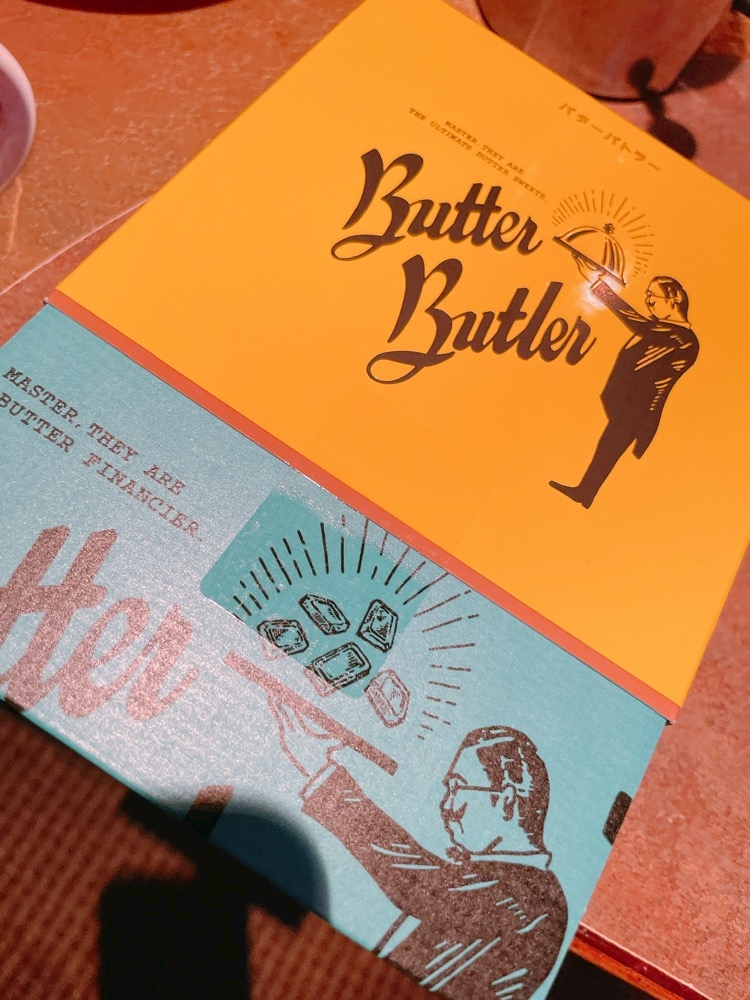 バターバトラー
MASTER THEY ARE
THE ULTIMATE BUTTER SWEETS.
Butter
Butler
MASTER, THEY ARE
BUTTER FINANCIER.
tter